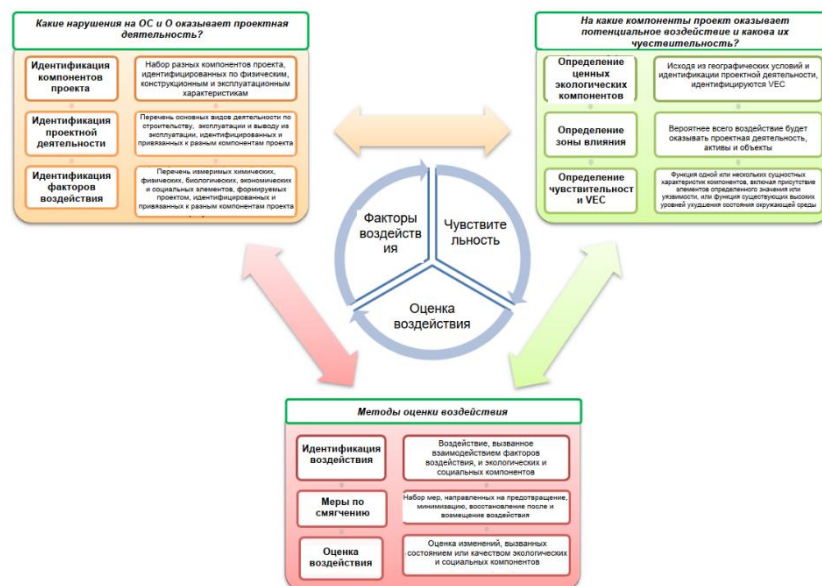 Какие нарушения на ОС и О оказывает проектная
деятельность?
Идентификация
компонентов
проекта
Набор разных компонентов проекта,
идентифицированных по физическим,
конструкционным и эксплуатационным
характеристикам
Идентификация
проектной
деятельности
Перечень основных видов деятельности по
строительству, эксплуатации и выводу из
эксплуатации, идентифицированных и
привязанных к разным компонентам проекта
Идентификация
факторов
воздействия
Перечень измеримых химических,
физических, биологических, экономических
и социальных элементов, формируемых
проектом, идентифицированных и
привязанных к разным компонентам проекта
На какие компоненты проект оказывает
потенциальное воздействие и какова их
чувствительность?
Определение
ценных
экологических
компонентов
Исходя из географических условий и
идентификации проектной деятельности,
идентифицируются VEC
Определение
зоны влияния
Вероятнее всего воздействие будет
оказывать проектная деятельность,
активы и объекты
Определение
чувствительност
и VEC
Функция одной или нескольких сущностных
характеристик компонентов, включая присутствие
элементов определенного значения или
уязвимости, или функция существующих высоких
уровней ухудшения состояния окружающей среды
Факторы
воздейств
ия
Чувствите
льность
Оценка
воздействия
Методы оценки воздействия
Идентификация
воздействия
Воздействие, вызванное
взаимодействием факторов
воздействия, и экологических и
социальных компонентов
Меры по
смягчению
Набор мер, направленных на предотвращение,
минимизацию, восстановление после и
возмещение воздействия
Оценка
воздействия
Оценка изменений, вызванных
состоянием или качеством экологических
и социальных компонентов